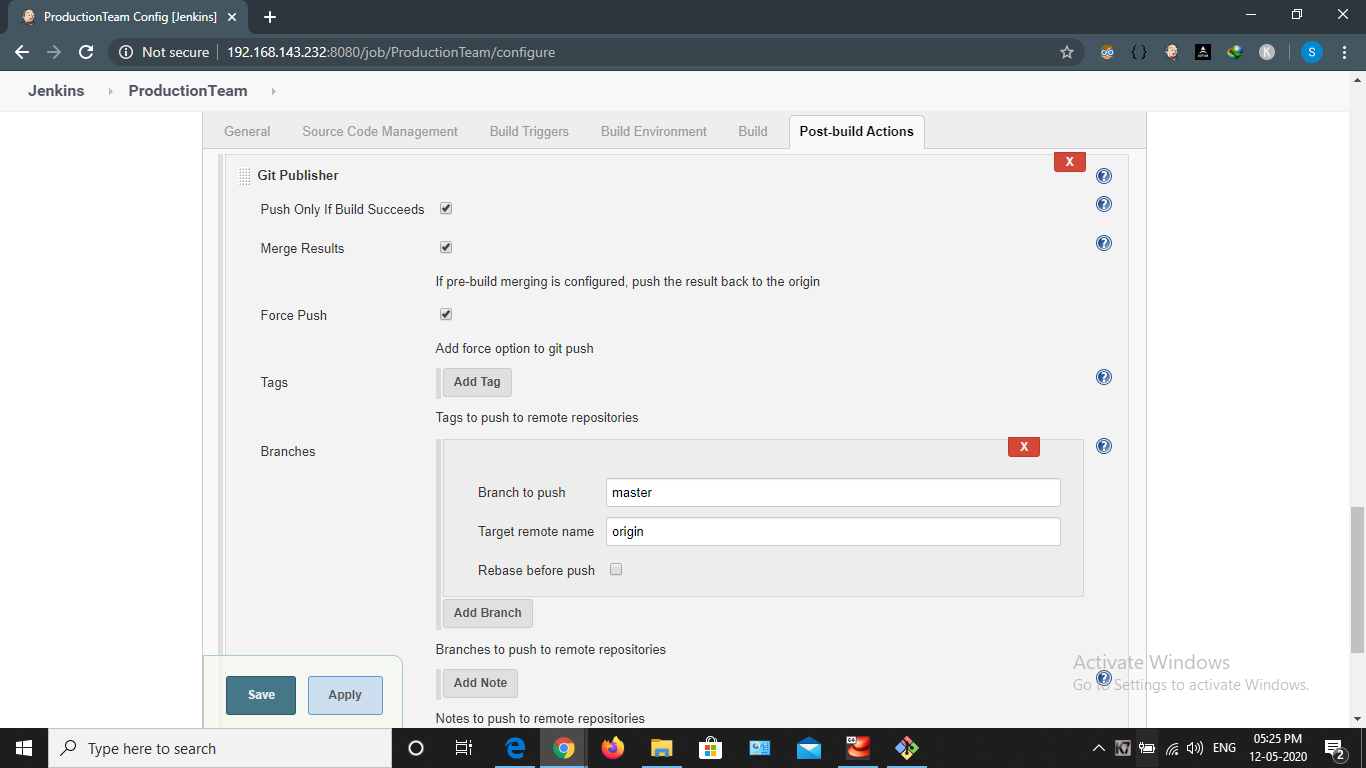 ProductionTeam Config [Jenkins]
Not secure
192.168.143.232:8080/job/ProductionTeam/configure
K
S
Jenkins
ProductionTeam
General Source Code Management Build Triggers Build Environment Build Post-build Actions
Git Publisher
X
Push Only If Build Succeeds
Merge Results
If pre-build merging is configured, push the result back to the origin
Force Push
Add force option to git push
Tags
Add Tag
Tags to push to remote repositories
Branches
X
Branch to push master
Target remote name origin
Rebase before push
Add Branch
Branches to push to remote repositories
Add Note
Notes to push to remote repositories
Save Apply
Activate Windows
Go to Settings to activate Windows.
Type here to search
ENG
05:25 PM
12-05-2020
2